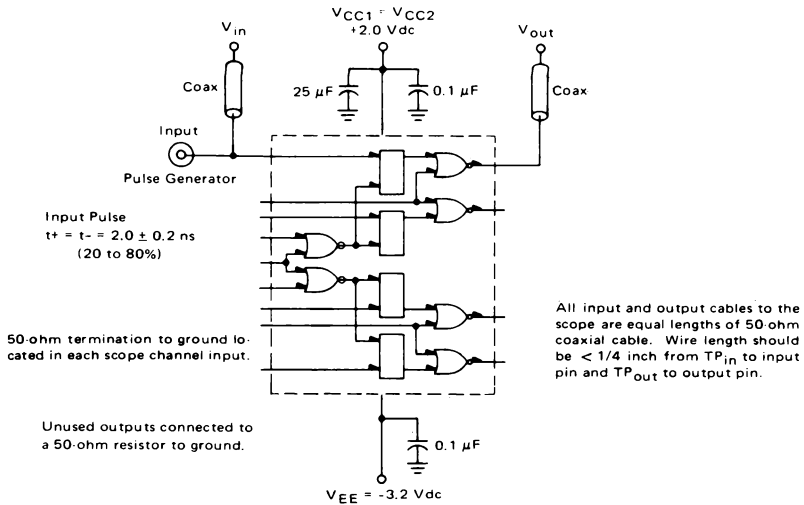 V_in
V_CC1 = V_CC2
+2.0 Vdc
V_out
Coax
25 µF
0.1 µF
Coax
Input
Pulse Generator
Input Pulse
t+ = t- = 2.0 ± 0.2 ns
(20 to 80%)
50-ohm termination to ground lo-
cated in each scope channel input.
All input and output cables to the
scope are equal lengths of 50-ohm
coaxial cable. Wire length should
be < 1/4 inch from TP_in to input
pin and TP_out to output pin.
Unused outputs connected to
a 50-ohm resistor to ground.
0.1 µF
V_EE = -3.2 Vdc